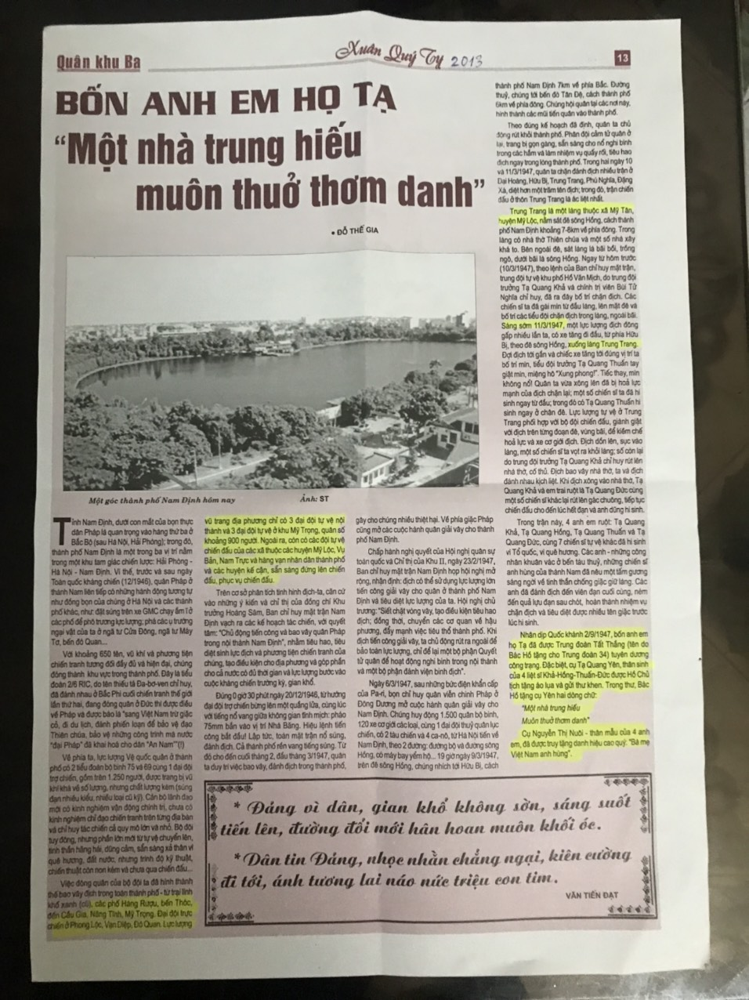 Quân khu Ba
Xuân Quý Tỵ 2013
13
BỐN ANH EM HỌ TẠ
“Một nhà trung hiếu
muôn thuở thơm danh”
• ĐỖ THẾ GIA
Một góc thành phố Nam Định hôm nay Ảnh: ST
Tỉnh Nam Định, dưới con mắt của bọn thực
dân Pháp là quan trọng vào hàng thứ ba ở
Bắc Bộ (sau Hà Nội, Hải Phòng); trong đó,
thành phố Nam Định là một trong ba vị trí nằm
trong một khu tam giác chiến lược: Hải Phòng -
Hà Nội - Nam Định. Vì thế, trước và sau ngày
Toàn quốc kháng chiến (12/1946), quân Pháp ở
thành Nam liên tiếp có những hành động tương tự
như đồng bọn của chúng ở Hà Nội và các thành
phố khác, như đặt súng trên xe GMC chạy ầm ĩ ở
các phố để phô trương lực lượng; phá các ụ chướng
ngại vật của ta ở ngã tư Cửa Đông, ngã tư Máy
Tơ, bến đò Quan...
Với khoảng 650 tên, vũ khí và phương tiện
chiến tranh tương đối đầy đủ và hiện đại, chúng
đóng thành khu vực trong thành phố. Đây là tiểu
đoàn 2/6 RIC, do tên thiếu tá Đa-bơ-ven chỉ huy,
đã đánh nhau ở Bắc Phi cuối chiến tranh thế giới
lần thứ hai, đang đóng quân ở Đức thì được điều
về Pháp và được báo là "sang Việt Nam trừ giặc
cỏ, đi du lịch, đánh phiến loạn để bảo vệ đạo
Thiên chúa, bảo vệ những công trình mà nước
"đại Pháp" đã khai hoá cho dân "An Nam"(!)
Về phía ta, lực lượng Vệ quốc quân ở thành
phố có 2 tiểu đoàn bộ binh 75 và 69 cùng 1 đại đội
trợ chiến, gồm trên 1.250 người, được trang bị vũ
khí khá về số lượng, nhưng chất lượng kém (súng
đạn nhiều kiểu, nhiều loại cũ kỹ). Cán bộ lãnh đạo
mới có kinh nghiệm vận động chính trị, chưa có
kinh nghiệm chỉ đạo chiến tranh trên từng địa bàn
và chỉ huy tác chiến cả quy mô lớn và nhỏ. Bộ đội
tuy đông, nhưng phần lớn mới từ tự vệ chuyển lên,
tinh thần hăng hái, dũng cảm, sẵn sàng xả thân vì
quê hương, đất nước, nhưng trình độ kỹ thuật,
chiến thuật còn non kém và chưa qua chiến đấu...
Việc đóng quân của bộ đội ta đã hình thành
thế bao vây địch trong toàn thành phố - từ trại lính
khố xanh (cũ), các phố Hàng Rượu, bến Thóc,
đến Cầu Gia, Năng Tĩnh, Mỹ Trọng. Đại đội trực
chiến ở Phong Lộc, Vạn Diệp, Đò Quan. Lực lượng
vũ trang địa phương chỉ có 3 đại đội tự vệ nội
thành và 3 đại đội tự vệ ở khu Mỹ Trọng, quân số
khoảng 900 người. Ngoài ra, còn có các đội tự vệ
chiến đấu của các xã thuộc các huyện Mỹ Lộc, Vụ
Bản, Nam Trực và hàng vạn nhân dân thành phố
và các huyện kế cận, sẵn sàng đứng lên chiến
đấu, phục vụ chiến đấu.
Trên cơ sở phân tích tình hình địch-ta, căn cứ
vào những ý kiến và chỉ thị của đồng chí Khu
trưởng Hoàng Sâm, Ban chỉ huy mặt trận Nam
Định vạch ra các kế hoạch tác chiến, với quyết
tâm: "Chủ động tiến công và bao vây quân Pháp
trong nội thành Nam Định", nhằm tiêu hao, tiêu
diệt sinh lực địch và phương tiện chiến tranh của
chúng, tạo điều kiện cho địa phương và góp phần
cho cả nước có đủ thời gian và lực lượng bước vào
cuộc kháng chiến trường kỳ, gian khổ.
Đúng 0 giờ 30 phút ngày 20/12/1946, từ hướng
đại đội trợ chiến bừng lên một quầng lửa, cùng lúc
với tiếng nổ vang giữa không gian tĩnh mịch: pháo
75mm bắn vào vị trí Nhà Băng. Hiệu lệnh tiến
công bắt đầu! Lập tức, toàn mặt trận nổ súng,
đánh địch. Cả thành phố rền vang tiếng súng. Từ
đó cho đến cuối tháng 2, đầu tháng 3/1947, quân
ta duy trì việc bao vây, đánh địch trong thành phố,
gây cho chúng nhiều thiệt hại. Về phía giặc Pháp
cũng mở các cuộc hành quân giải vây cho thành
phố Nam Định.
Chấp hành nghị quyết của Hội nghị quân sự
toàn quốc và Chỉ thị của Khu II, ngày 23/2/1947,
Ban chỉ huy mặt trận Nam Định họp hội nghị mở
rộng, nhận định: địch có thể sử dụng lực lượng lớn
tiến công giải vây cho quân ở thành phố Nam
Định và tiêu diệt lực lượng của ta. Hội nghị chủ
trương: "Siết chặt vòng vây, tạo điều kiện tiêu hao
địch; đồng thời, chuyển các cơ quan về hậu
phương, đẩy mạnh việc tiêu thổ thành phố. Khi
địch tiến công giải vây, ta chủ động rút ra ngoài để
bảo toàn lực lượng, chỉ để lại một bộ phận Quyết
tử quân để hoạt động nghi binh trong nội thành
và một bộ phận đánh viện binh địch".
Ngày 6/3/1947, sau những bức điện khẩn cấp
của Pa-ri, bọn chỉ huy quân viễn chinh Pháp ở
Đông Dương mở cuộc hành quân giải vây cho
Nam Định. Chúng huy động 1.500 quân bộ binh,
120 xe cơ giới các loại, cùng 1 đại đội thuỷ quân lục
chiến, có 2 tàu chiến và 4 ca-nô, từ Hà Nội tiến về
Nam Định, theo 2 đường: đường bộ và đường sông
Hồng, có máy bay yểm hộ... 19 giờ ngày 9/3/1947,
trên đê sông Hồng, chúng nhích tới Hữu Bị, cách
thành phố Nam Định 7km về phía Bắc. Đường
thuỷ, chúng tới bến đò Tân Đệ, cách thành phố
6km về phía đông. Chúng hội quân tại các nơi này,
hình thành các mũi tiến quân vào thành phố.
Theo đúng kế hoạch đã định, quân ta chủ
động rút khỏi thành phố. Phân đội cảm tử quân ở
lại, trang bị gọn gàng, sẵn sàng cho nổ nghi binh
trong các hầm và làm nhiệm vụ quấy rối, tiêu hao
địch ngay trong lòng thành phố. Trong hai ngày 10
và 11/3/1947, quân ta chặn đánh địch nhiều trận ở
Đại Hoàng, Hữu Bị, Trung Trang, Phú Nghĩa, Đặng
Xá, diệt hơn một trăm tên địch; trong đó, trận chiến
đấu ở thôn Trung Trang là ác liệt nhất.
Trung Trang là một làng thuộc xã Mỹ Tân,
huyện Mỹ Lộc, nằm sát đê sông Hồng, cách thành
phố Nam Định khoảng 7-8km về phía đông. Trong
làng có nhà thờ Thiên chúa và một số nhà xây
khá to. Bên ngoài đê, sát làng là bãi bồi, trồng
ngô, dưới bãi là sông Hồng. Ngay từ hôm trước
(10/3/1947), theo lệnh của Ban chỉ huy mặt trận,
trung đội tự vệ khu phố Hồ Văn Mịch, do trung đội
trưởng Tạ Quang Khả và chính trị viên Bùi Tử
Nghĩa chỉ huy, đã ra đây bố trí chặn địch. Các
chiến sĩ ta đã gài mìn từ đầu làng, lên mặt đê và
bố trí các tiểu đội chặn địch trong làng, ngoài bãi.
Sáng sớm 11/3/1947, một lực lượng địch đông
gấp nhiều lần ta, có xe tăng đi đầu, từ phía Hữu
Bị, theo đê sông Hồng, xuống làng Trung Trang.
Đợi địch tới gần và chiếc xe tăng tới đúng vị trí ta
bố trí mìn, tiểu đội trưởng Tạ Quang Thuấn tay
giật mìn, miệng hô "Xung phong!". Tiếc thay, mìn
không nổ! Quân ta vừa xông lên đã bị hoả lực
mạnh của địch chặn lại; một số chiến sĩ ta đã hi
sinh ngay từ đầu; trong đó có Tạ Quang Thuấn hi
sinh ngay ở chân đê. Lực lượng tự vệ ở Trung
Trang phối hợp với bộ đội chiến đấu, giành giật
với địch trên từng đoạn đê, vùng bãi, để kiềm chế
hoả lực và xe cơ giới địch. Địch dồn lên, sục vào
làng, một số chiến sĩ ta vọt ra khỏi làng; số còn lại
do trung đội trưởng Tạ Quang Khả chỉ huy rút lên
nhà thờ, cố thủ. Địch bao vây nhà thờ, ta và địch
đánh nhau kịch liệt. Khi địch xông vào nhà thờ, Tạ
Quang Khả và em trai ruột là Tạ Quang Đức cùng
một số chiến sĩ khác lại rút lên gác chuông, tiếp tục
chiến đấu cho đến lúc hết đạn và anh dũng hi sinh.
Trong trận này, 4 anh em ruột: Tạ Quang
Khả, Tạ Quang Hồng, Tạ Quang Thuấn và Tạ
Quang Đức, cùng 7 chiến sĩ tự vệ khác đã hi sinh
vì Tổ quốc, vì quê hương. Các anh - những công
nhân khuân vác ở bến tàu thuỷ, những chiến sĩ
anh hùng của thành Nam đã nêu một tấm gương
sáng ngời về tinh thần chống giặc giữ làng. Các
anh đã đánh địch đến viên đạn cuối cùng, ném
đến quả lựu đạn sau chót, hoàn thành nhiệm vụ
chặn địch và tiêu diệt được nhiều tên giặc trước
lúc hi sinh.
Nhân dịp Quốc khánh 2/9/1947, bốn anh em
họ Tạ đã được Trung đoàn Tất Thắng (tên do
Bác Hồ tặng cho Trung đoàn 34) tuyên dương
công trạng. Đặc biệt, cụ Tạ Quang Yên, thân sinh
của 4 liệt sĩ Khả-Hồng-Thuấn-Đức được Hồ Chủ
tịch tặng áo lụa và gửi thư khen. Trong thư, Bác
Hồ tặng cụ Yên hai dòng chữ:
"Một nhà trung hiếu
Muôn thuở thơm danh"
Cụ Nguyễn Thị Nuôi - thân mẫu của 4 anh
em, đã được truy tặng danh hiệu cao quý: "Bà mẹ
Việt Nam anh hùng".
* Đảng vì dân, gian khổ không sờn, sáng suốt
tiến lên, đường đổi mới hân hoan muôn khối óc.
* Dân tin Đảng, nhọc nhằn chẳng ngại, kiên cường
đi tới, ánh tương lai náo nức triệu con tim.
VĂN TIẾN ĐẠT